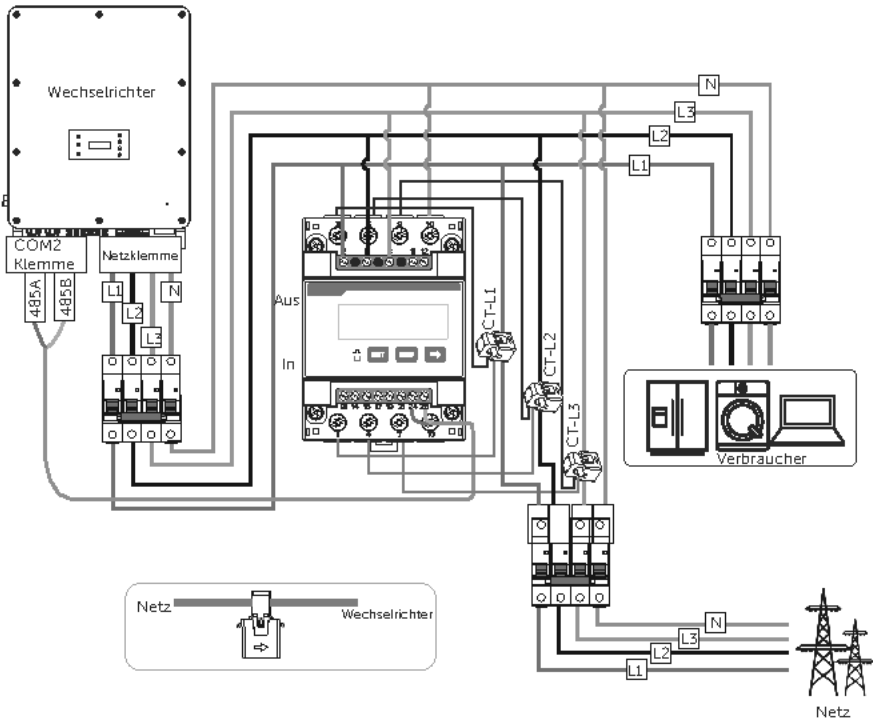 Wechselrichter
COM2
Klemme
Netzklemme
485A
485B
L1
L2
L3
N
N
L3
L2
L1
Aus
In
CT-L1
CT-L2
CT-L3
Verbraucher
Netz
Wechselrichter
N
L3
L2
L1
Netz